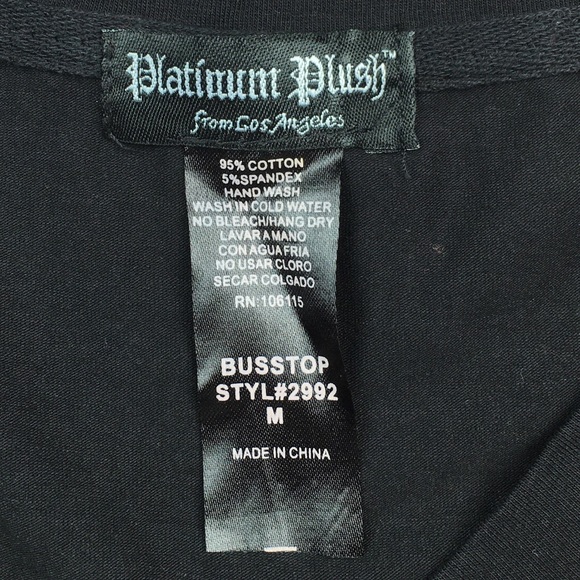 Platinum Plush™
from Los Angeles
95% COTTON
5%SPANDEX
HAND WASH
WASH IN COLD WATER
NO BLEACH/HANG DRY
LAVAR A MANO
CON AGUA FRIA
NO USAR CLORO
SECAR COLGADO
RN:106115
BUSSTOP
STYL#2992
M
MADE IN CHINA